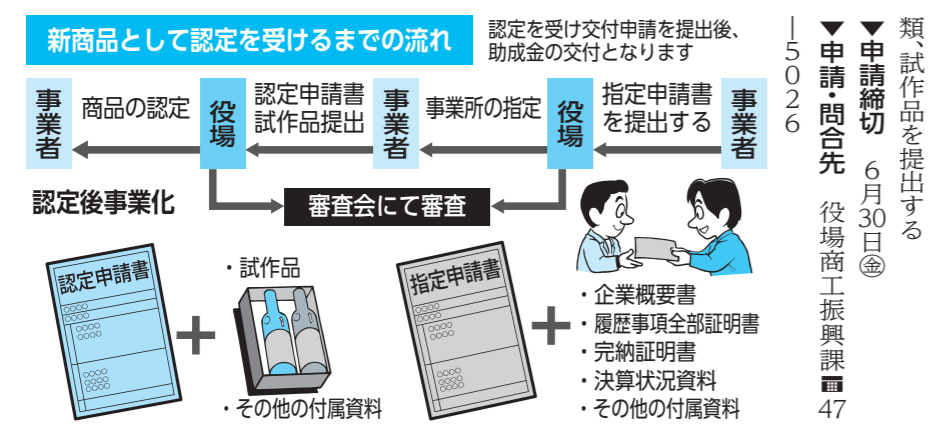 類、試作品を提出する
▼申請締切　6月30日㊎
▼申請・問合先　役場商工振興課☎47
―5026
新商品として認定を受けるまでの流れ
認定を受け交付申請を提出後、
助成金の交付となります
事業者
指定申請書
を提出する
役場
事業所の指定
事業者
認定申請書
試作品提出
役場
商品の認定
事業者
認定後事業化
審査会にて審査
認定申請書
・試作品
・その他の付属資料
指定申請書
・企業概要書
・履歴事項全部証明書
・完納証明書
・決算状況資料
・その他の付属資料